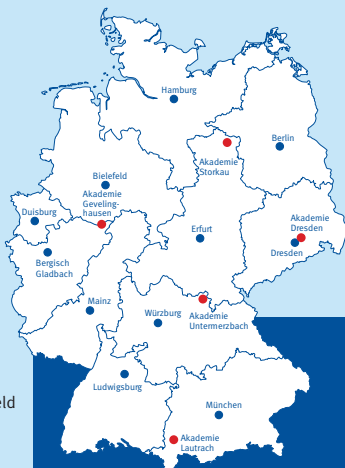 Hamburg
Berlin
Akademie
Storkau
Bielefeld
Akademie
Geveling-
hausen
Duisburg
Akademie
Dresden
Dresden
Erfurt
Bergisch
Gladbach
Mainz
Würzburg
Akademie
Untermerzbach
Ludwigsburg
eld
München
Akademie
Lautrach